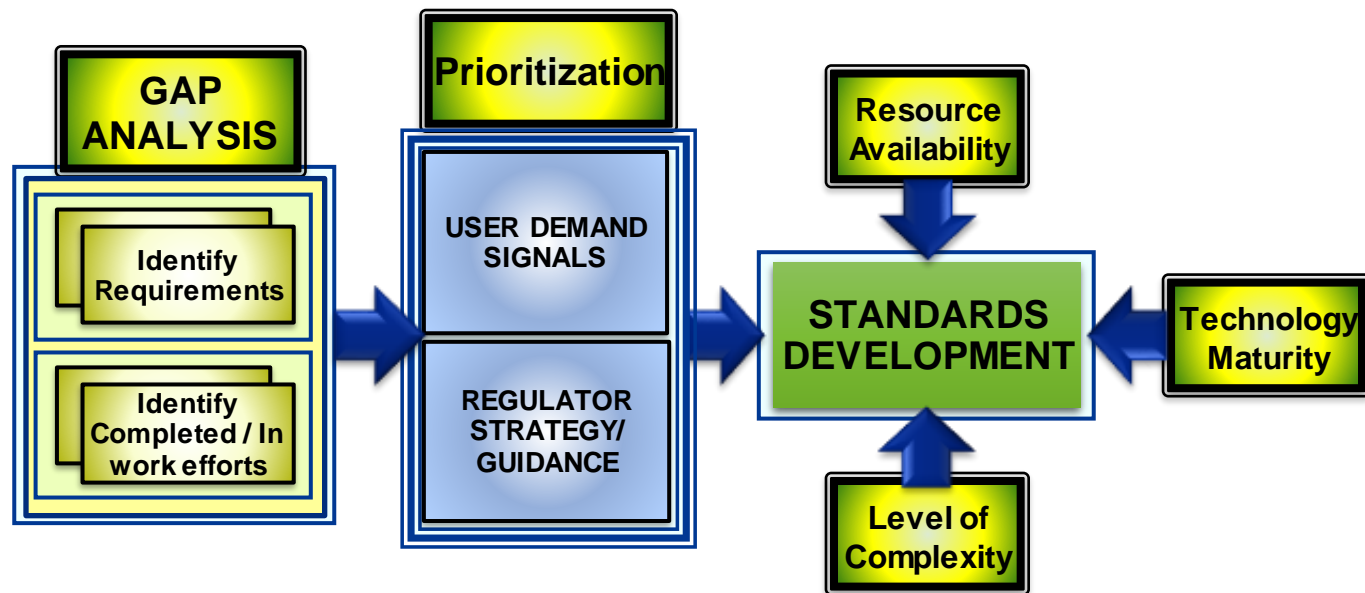 GAP
ANALYSIS
Identify
Requirements
Identify
Completed / In
work efforts
Prioritization
USER DEMAND
SIGNALS
REGULATOR
STRATEGY/
GUIDANCE
Resource
Availability
STANDARDS
DEVELOPMENT
Technology
Maturity
Level of
Complexity